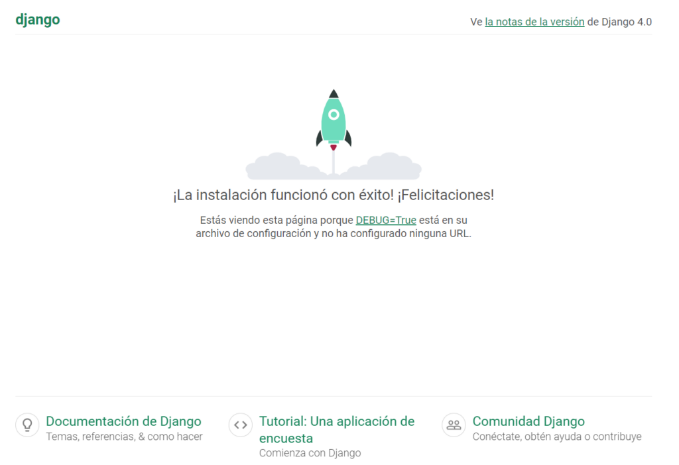 django
Ve la notas de la versión de Django 4.0
¡La instalación funcionó con éxito! ¡Felicitaciones!
Estás viendo esta página porque DEBUG=True está en su
archivo de configuración y no ha configurado ninguna URL.
Documentación de Django
Temas, referencias, & como hacer
Tutorial: Una aplicación de
encuesta
Comienza con Django
Comunidad Django
Conéctate, obtén ayuda o contribuye